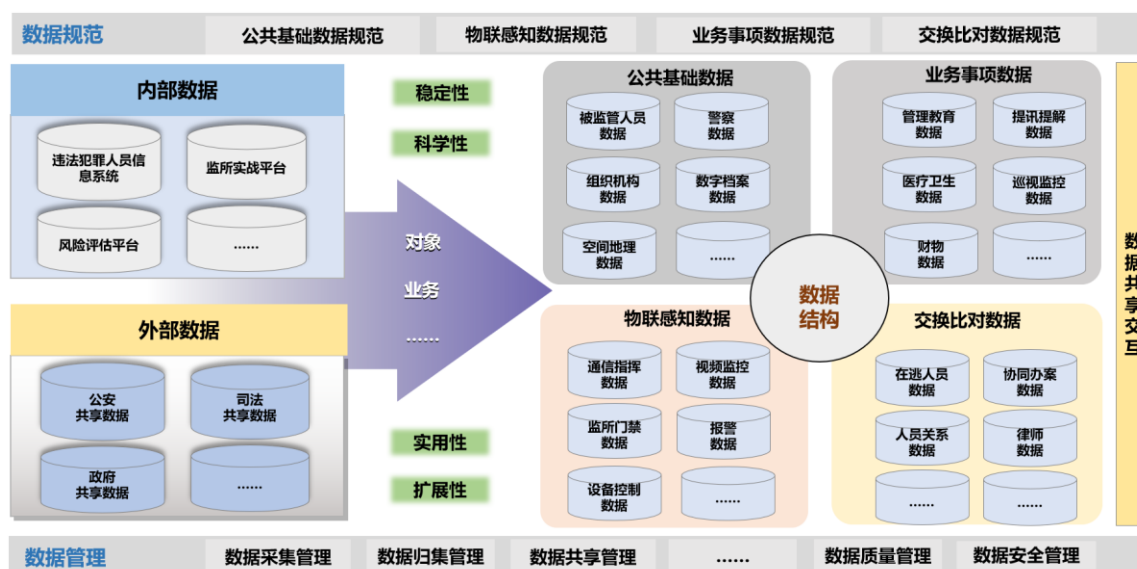 数据规范
公共基础数据规范
物联感知数据规范
业务事项数据规范
交换比对数据规范
内部数据
违法犯罪人员信
息系统
监所实战平台
风险评估平台
……
外部数据
公安
共享数据
司法
共享数据
政府
共享数据
……
稳定性
科学性
对象
业务
……
实用性
扩展性
公共基础数据
被监管人员
数据
警察
数据
组织机构
数据
数字档案
数据
空间地理
数据
……
业务事项数据
管理教育
数据
提讯提解
数据
医疗卫生
数据
巡视监控
数据
财物
数据
……
数据
结构
物联感知数据
通信指挥
数据
视频监控
数据
监所门禁
数据
报警
数据
设备控制
数据
……
交换比对数据
在逃人员
数据
协同办案
数据
人员关系
数据
律师
数据
……
……
数据共享交互
数据管理
数据采集管理
数据归集管理
数据共享管理
……
数据质量管理
数据安全管理